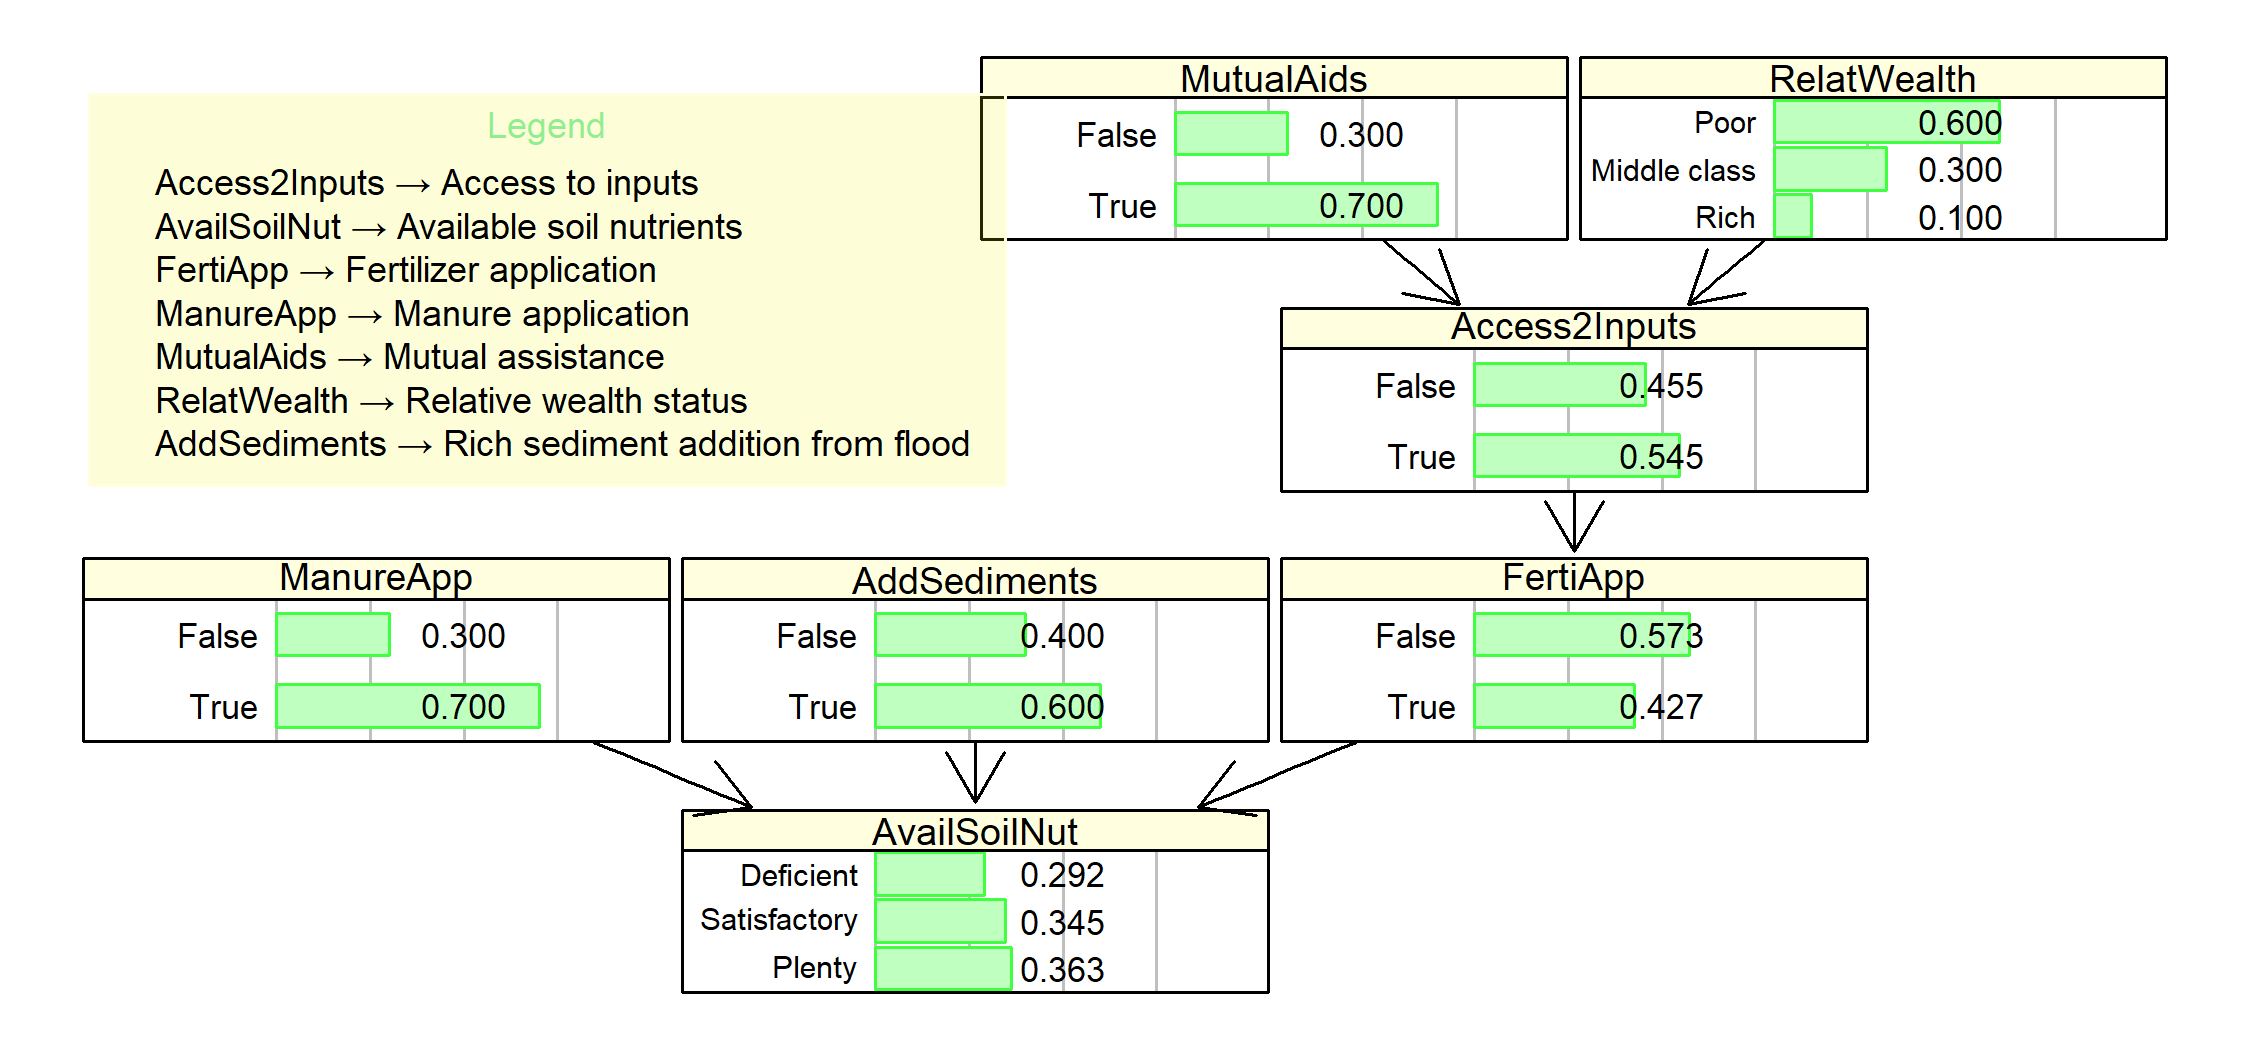 MutualAids
False 0.300
True 0.700
RelatWealth
Poor 0.600
Middle class 0.300
Rich 0.100
Legend
Access2Inputs → Access to inputs
AvailSoilNut → Available soil nutrients
FertiApp → Fertilizer application
ManureApp → Manure application
MutualAids → Mutual assistance
RelatWealth → Relative wealth status
AddSediments → Rich sediment addition from flood
Access2Inputs
False 0.455
True 0.545
ManureApp
False 0.300
True 0.700
AddSediments
False 0.400
True 0.600
FertiApp
False 0.573
True 0.427
AvailSoilNut
Deficient 0.292
Satisfactory 0.345
Plenty 0.363